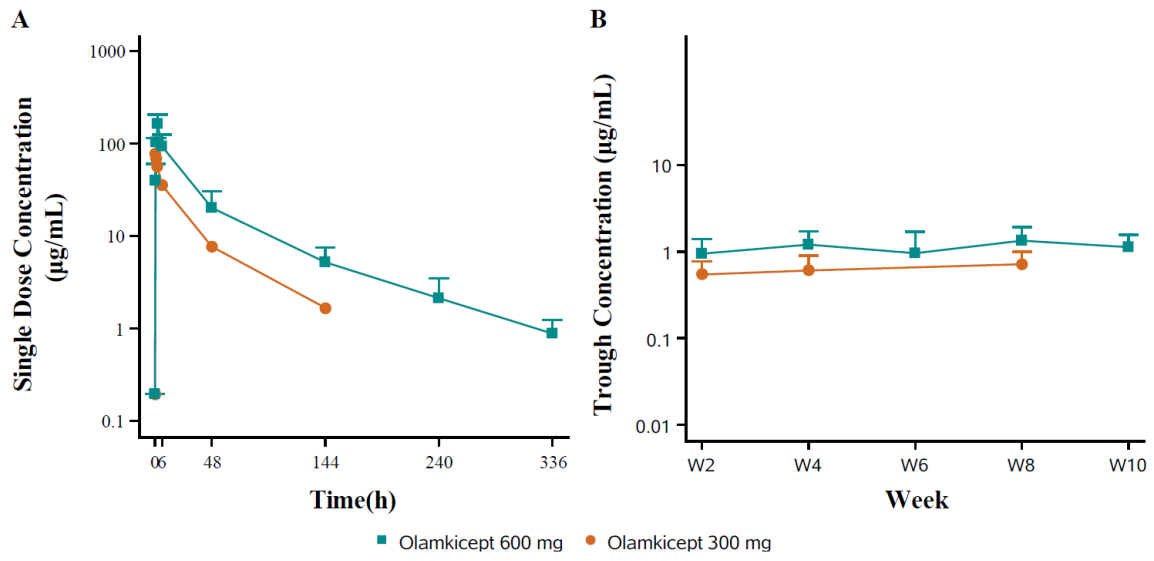 A
Single Dose Concentration
(µg/mL)
1000
100
10
1
0.1
0 6 48 144 240 336
Time(h)
B
Trough Concentration (µg/mL)
10
1
0.1
0.01
W2 W4 W6 W8 W10
Week
Olamkicept 600 mg Olamkicept 300 mg